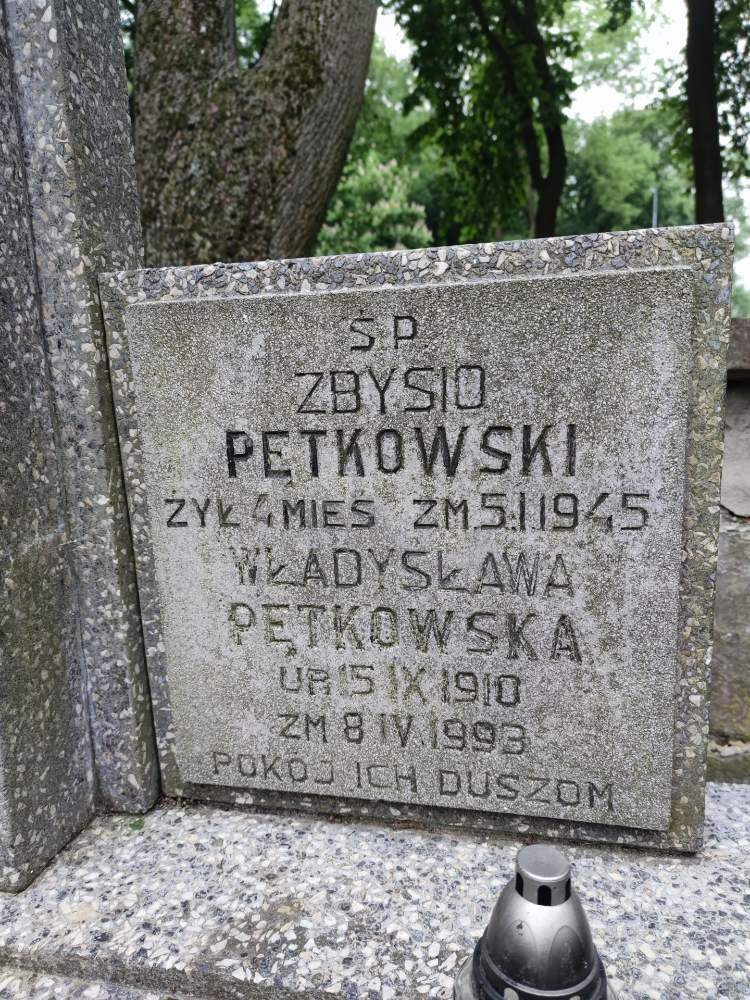 Ś.P.
ZBYSIO
PĘTKOWSKI
ŻYŁ 4 MIEŚ ZM.5.I.1945
WŁADYSŁAWA
PĘTKOWSKA
UR 15 IX 1910
ZM 8 IV.1993
POKÓJ ICH DUSZOM